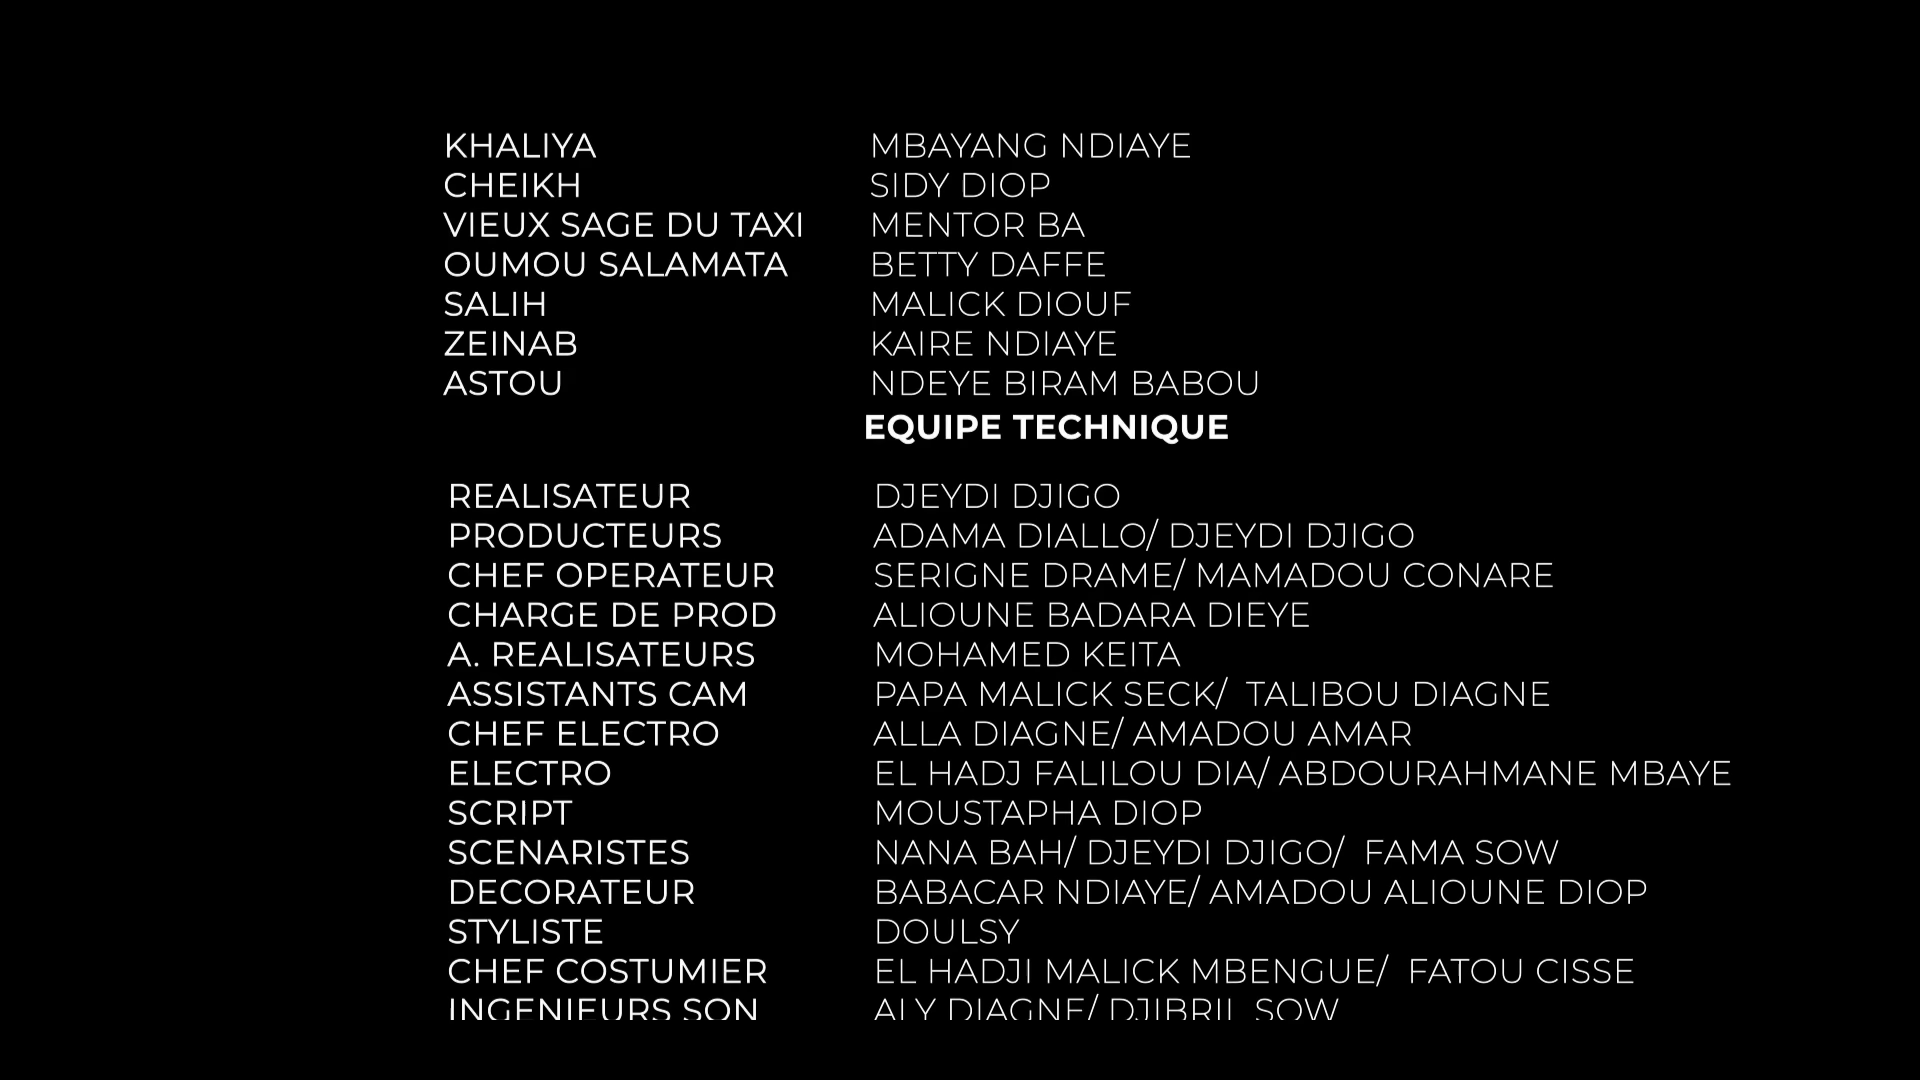 KHALIYA MBAYANG NDIAYE
CHEIKH SIDY DIOP
VIEUX SAGE DU TAXI MENTOR BA
OUMOU SALAMATA BETTY DAFFE
SALIH MALICK DIOUF
ZEINAB KAIRE NDIAYE
ASTOU NDEYE BIRAM BABOU
EQUIPE TECHNIQUE
REALISATEUR DJEYDI DJIGO
PRODUCTEURS ADAMA DIALLO/ DJEYDI DJIGO
CHEF OPERATEUR SERIGNE DRAME/ MAMADOU CONARE
CHARGE DE PROD ALIOUNE BADARA DIEYE
A. REALISATEURS MOHAMED KEITA
ASSISTANTS CAM PAPA MALICK SECK/ TALIBOU DIAGNE
CHEF ELECTRO ALLA DIAGNE/ AMADOU AMAR
ELECTRO EL HADJ FALILOU DIA/ ABDOURAHMANE MBAYE
SCRIPT MOUSTAPHA DIOP
SCENARISTES NANA BAH/ DJEYDI DJIGO/ FAMA SOW
DECORATEUR BABACAR NDIAYE/ AMADOU ALIOUNE DIOP
STYLISTE DOULSY
CHEF COSTUMIER EL HADJI MALICK MBENGUE/ FATOU CISSE
INGENIEURS SON ALY DIAGNE/ DJIBRIL SOW